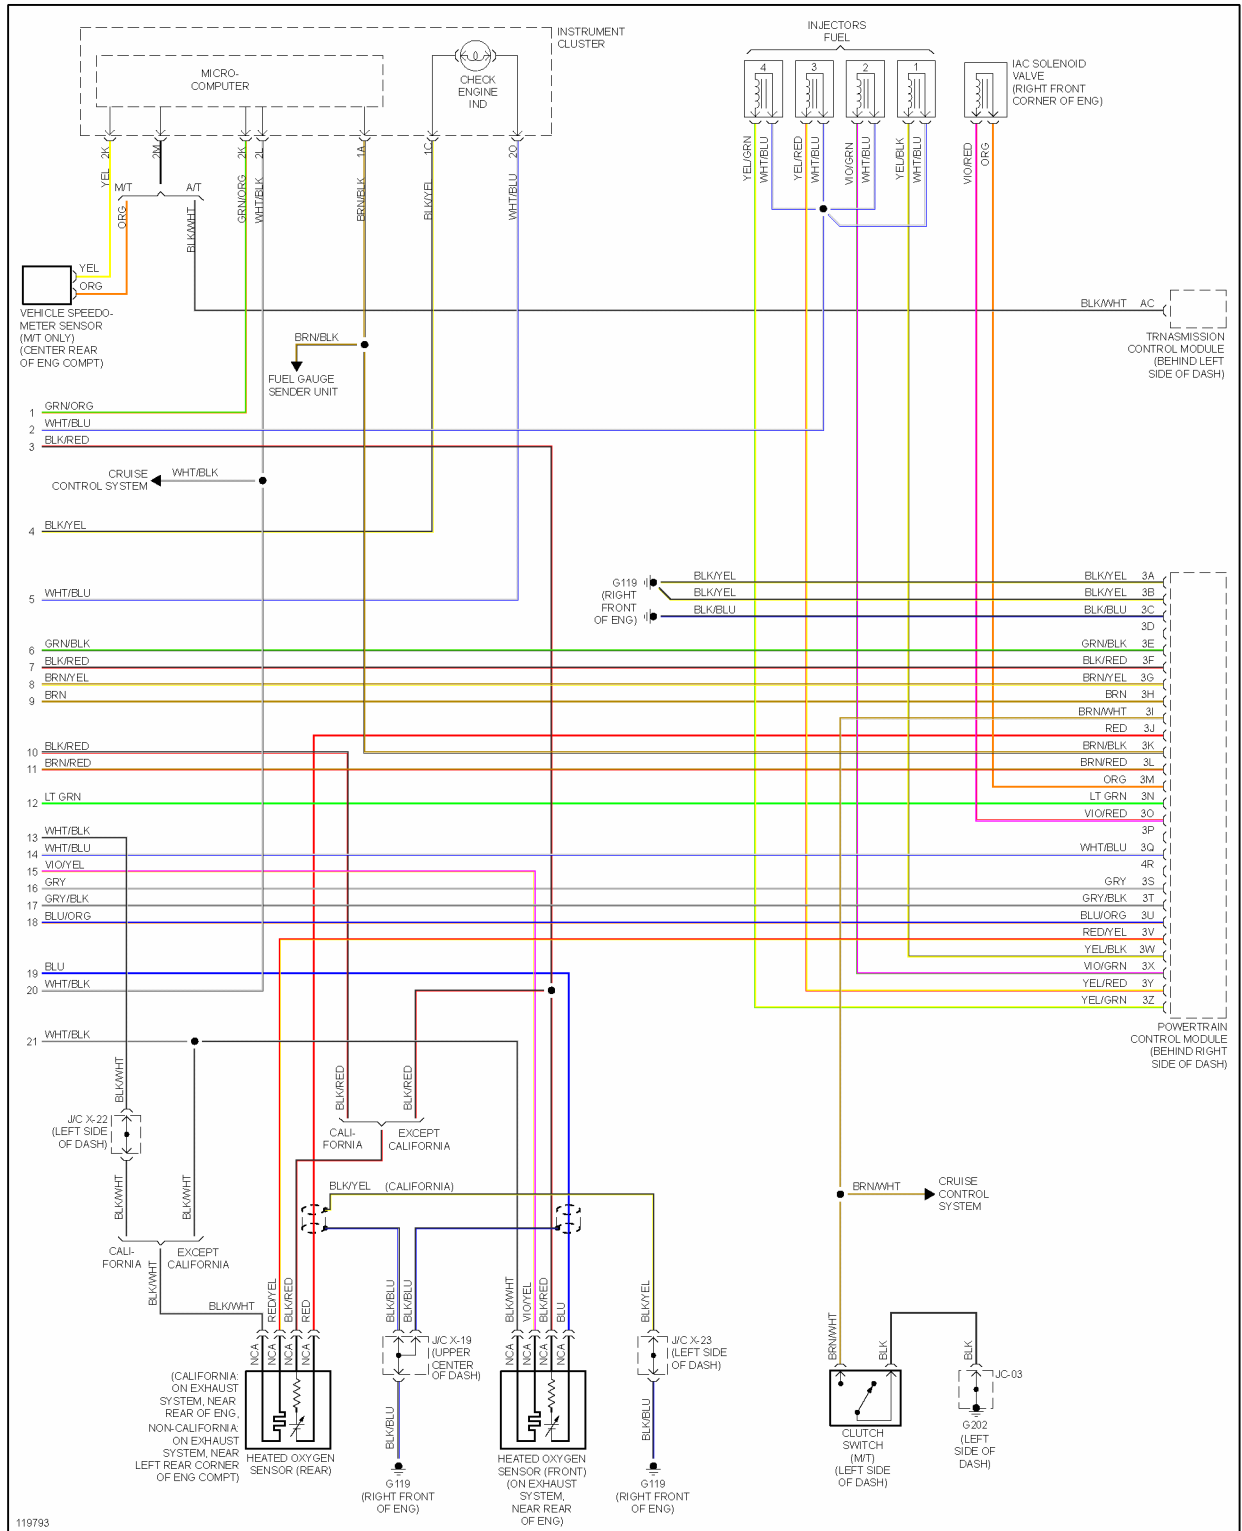 INSTRUMENT
CLUSTER
MICRO-
COMPUTER
CHECK
ENGINE
IND
INJECTORS
FUEL
4
3
2
1
IAC SOLENOID
VALVE
(RIGHT FRONT
CORNER OF ENG)
2K
2M
2K
2L
1A
1C
2O
YEL
M/T
A/T
ORG
BLK/WHT
GRN/ORG
WHT/BLK
BRN/BLK
BLK/YEL
WHT/BLU
YEL/GRN
WHT/BLU
YEL/RED
WHT/BLU
VIO/GRN
WHT/BLU
YEL/BLK
WHT/BLU
VIO/RED
ORG
YEL
ORG
VEHICLE SPEEDO-
METER SENSOR
(M/T ONLY)
(CENTER REAR
OF ENG COMPT)
BLK/WHT AC
TRNASMISSION
CONTROL MODULE
(BEHIND LEFT
SIDE OF DASH)
BRN/BLK
FUEL GAUGE
SENDER UNIT
1 GRN/ORG
2 WHT/BLU
3 BLK/RED
CRUISE
CONTROL SYSTEM
WHT/BLK
4 BLK/YEL
5 WHT/BLU
6 GRN/BLK
7 BLK/RED
8 BRN/YEL
9 BRN
10 BLK/RED
11 BRN/RED
12 LT GRN
13 WHT/BLK
14 WHT/BLU
15 VIO/YEL
16 GRY
17 GRY/BLK
18 BLU/ORG
19 BLU
20 WHT/BLK
21 WHT/BLK
G119
(RIGHT
FRONT
OF ENG)
BLK/YEL
BLK/YEL
BLK/BLU
BLK/YEL 3A
BLK/YEL 3B
BLK/BLU 3C
3D
GRN/BLK 3E
BLK/RED 3F
BRN/YEL 3G
BRN 3H
BRN/WHT 3I
RED 3J
BRN/BLK 3K
BRN/RED 3L
ORG 3M
LT GRN 3N
VIO/RED 3O
3P
WHT/BLU 3Q
4R
GRY 3S
GRY/BLK 3T
BLU/ORG 3U
RED/YEL 3V
YEL/BLK 3W
VIO/GRN 3X
YEL/RED 3Y
YEL/GRN 3Z
POWERTRAIN
CONTROL MODULE
(BEHIND RIGHT
SIDE OF DASH)
BLK/WHT
J/C X-22
(LEFT SIDE
OF DASH)
BLK/WHT
BLK/WHT
CALI-
FORNIA
EXCEPT
CALIFORNIA
BLK/WHT
BLK/WHT
BLK/RED
BLK/RED
CALI-
FORNIA
EXCEPT
CALIFORNIA
BLK/YEL (CALIFORNIA)
RED/YEL
BLK/RED
RED
BLK/BLU
BLK/BLU
BLK/WHT
VIO/YEL
BLK/RED
BLU
BLK/YEL
BRN/WHT
CRUISE
CONTROL
SYSTEM
BRN/WHT
BLK
BLK
NCA
NCA
NCA
NCA
J/C X-19
(UPPER
CENTER
OF DASH)
NCA
NCA
NCA
NCA
J/C X-23
(LEFT SIDE
OF DASH)
JC-03
G202
(LEFT
SIDE OF
DASH)
(CALIFORNIA:
ON EXHAUST
SYSTEM, NEAR
REAR OF ENG,
NON-CALIFORNIA:
ON EXHAUST
SYSTEM, NEAR
LEFT REAR CORNER
OF ENG COMPT)
HEATED OXYGEN
SENSOR (REAR)
BLK/BLU
G119
(RIGHT FRONT
OF ENG)
HEATED OXYGEN
SENSOR (FRONT)
(ON EXHAUST
SYSTEM,
NEAR REAR
OF ENG)
BLK/BLU
G119
(RIGHT FRONT
OF ENG)
CLUTCH
SWITCH
(M/T)
(LEFT SIDE
OF DASH)
119793